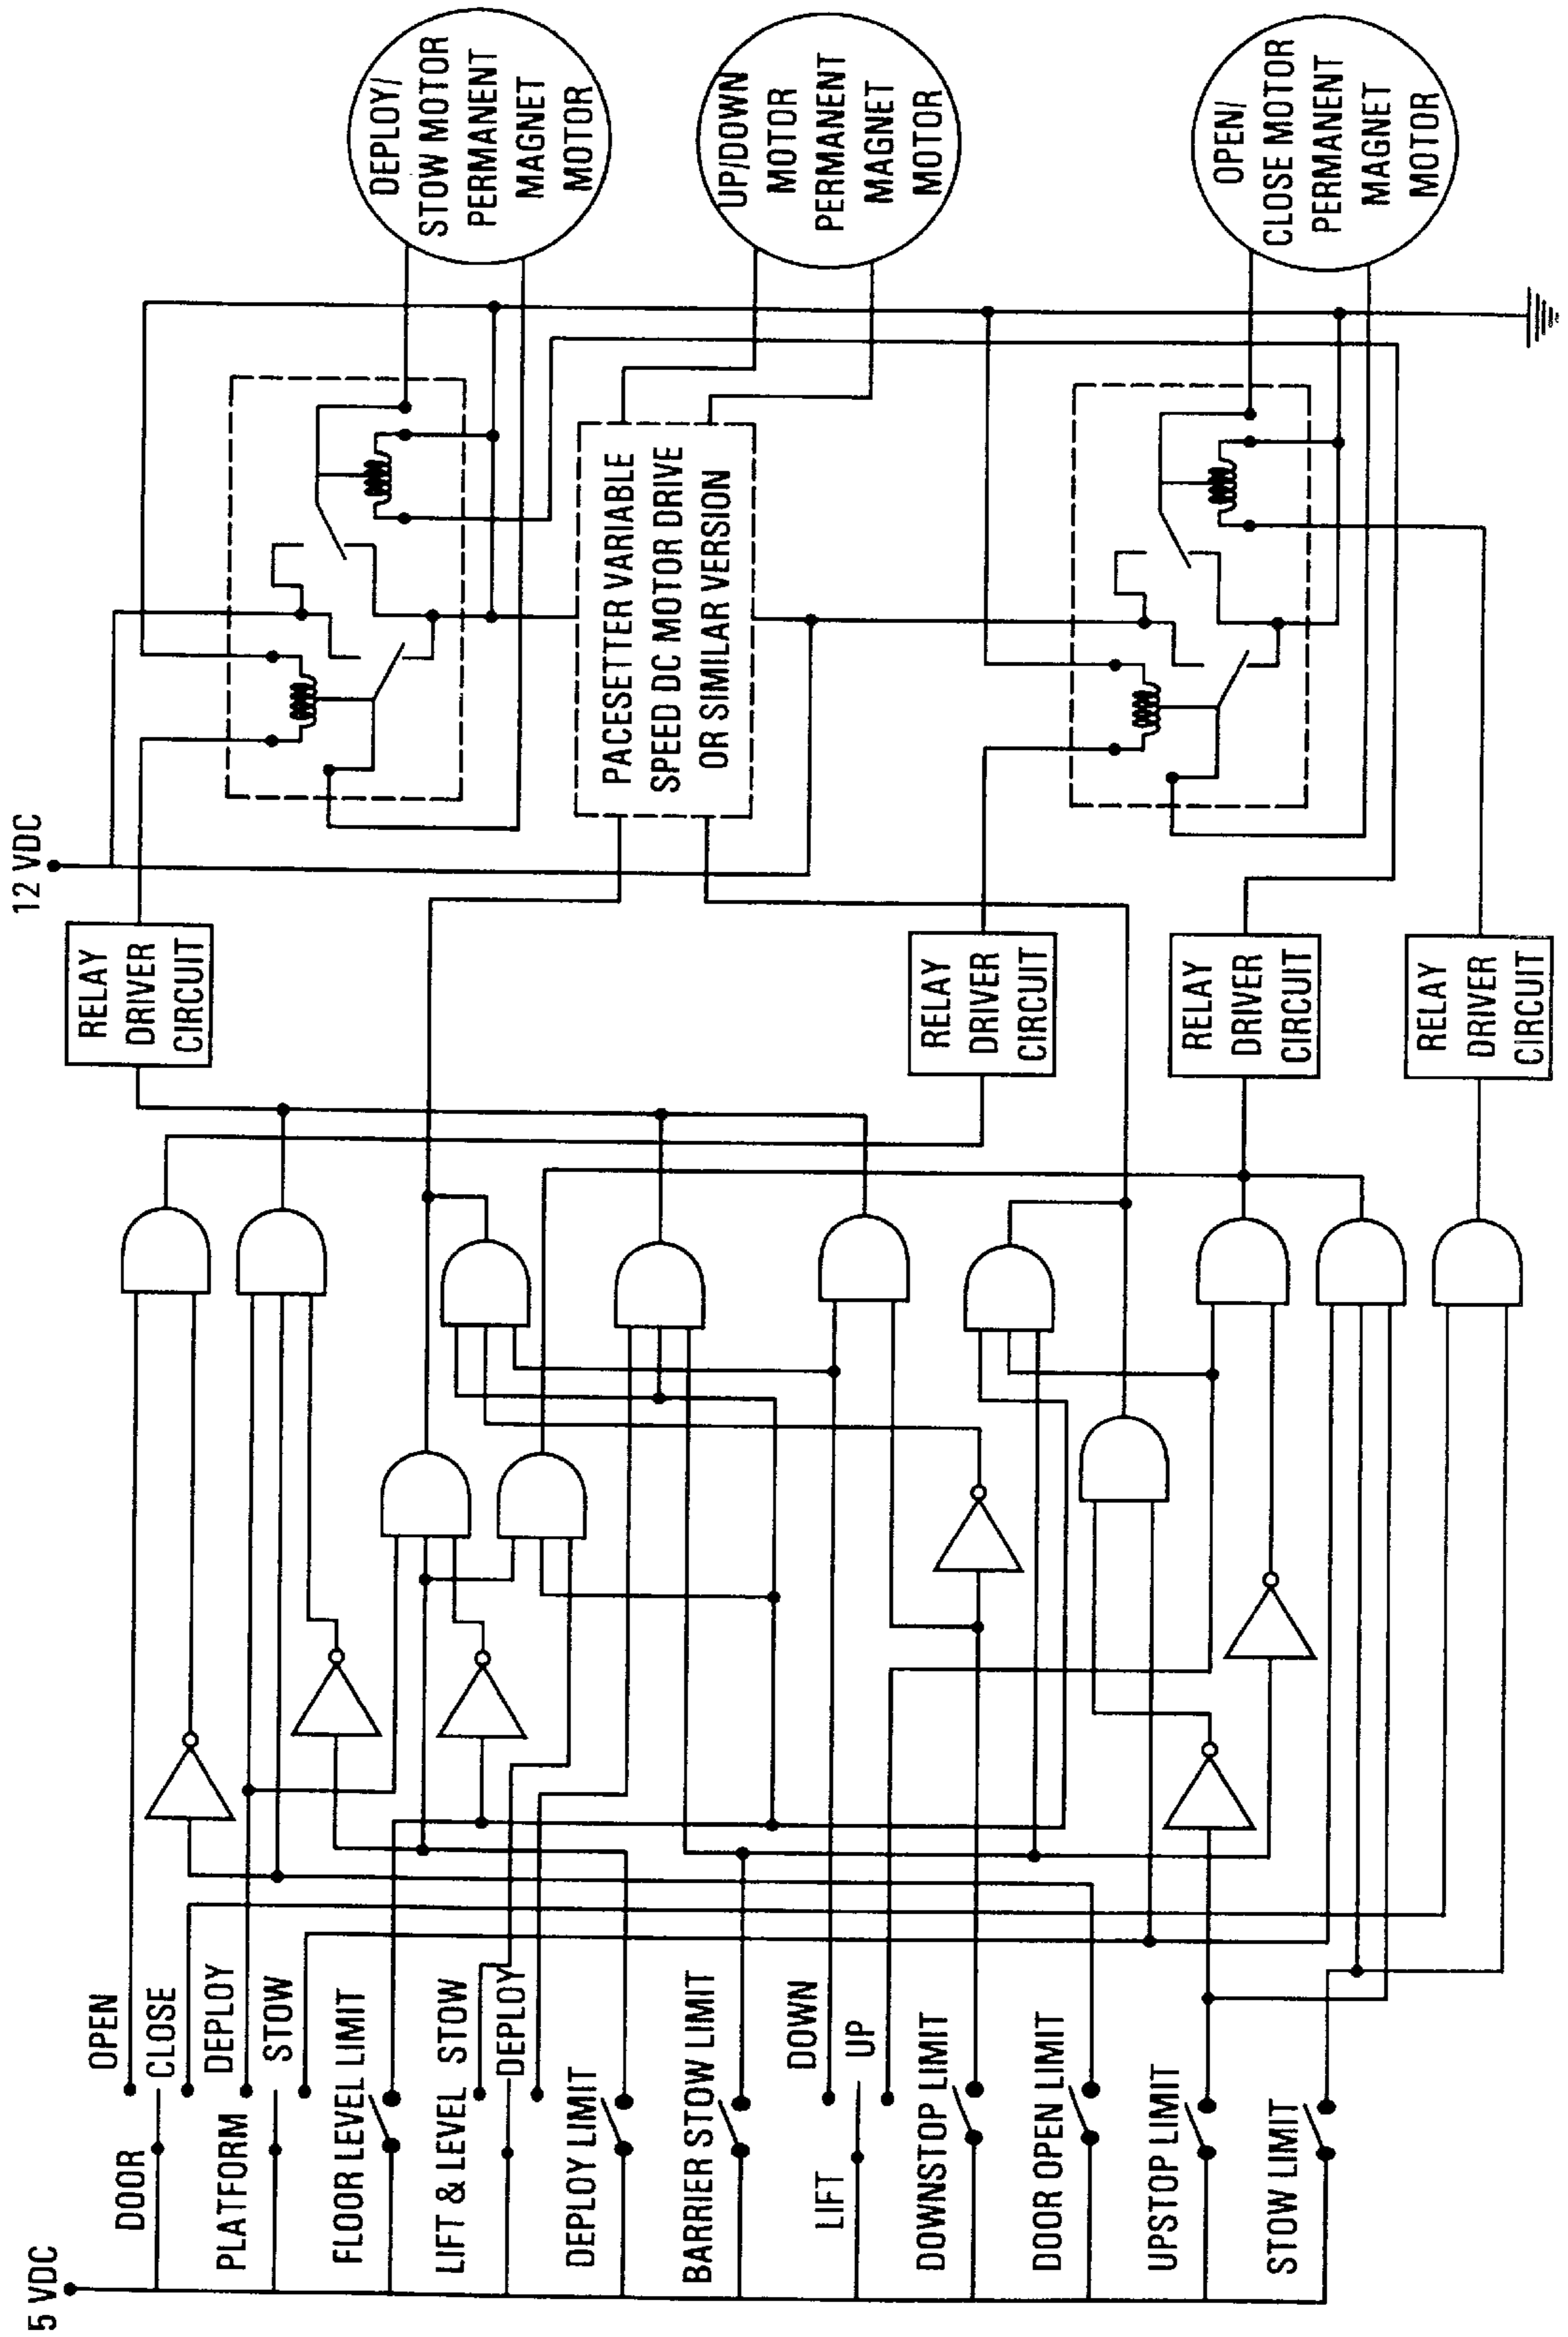 5 VDC
DOOR
OPEN
CLOSE
PLATFORM
DEPLOY
STOW
FLOOR LEVEL LIMIT
LIFT & LEVEL
STOW
DEPLOY
DEPLOY LIMIT
BARRIER STOW LIMIT
LIFT
DOWN
UP
DOWNSTOP LIMIT
DOOR OPEN LIMIT
UPSTOP LIMIT
STOW LIMIT
RELAY
DRIVER
CIRCUIT
RELAY
DRIVER
CIRCUIT
RELAY
DRIVER
CIRCUIT
RELAY
DRIVER
CIRCUIT
12 VDC
PACESETTER VARIABLE
SPEED DC MOTOR DRIVE
OR SIMILAR VERSION
DEPLOY/
STOW MOTOR
PERMANENT
MAGNET
MOTOR
UP/DOWN
MOTOR
PERMANENT
MAGNET
MOTOR
OPEN/
CLOSE MOTOR
PERMANENT
MAGNET
MOTOR